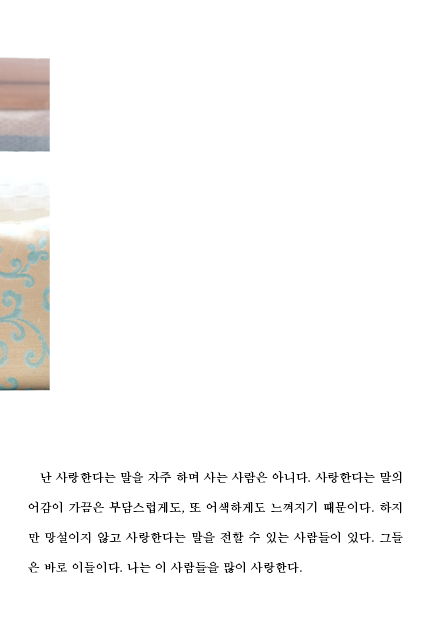 난 사랑한다는 말을 자주 하며 사는 사람은 아니다. 사랑한다는 말의
어감이 가끔은 부담스럽게도, 또 어색하게도 느껴지기 때문이다. 하지
만 망설이지 않고 사랑한다는 말을 전할 수 있는 사람들이 있다. 그들
은 바로 이들이다. 나는 이 사람들을 많이 사랑한다.